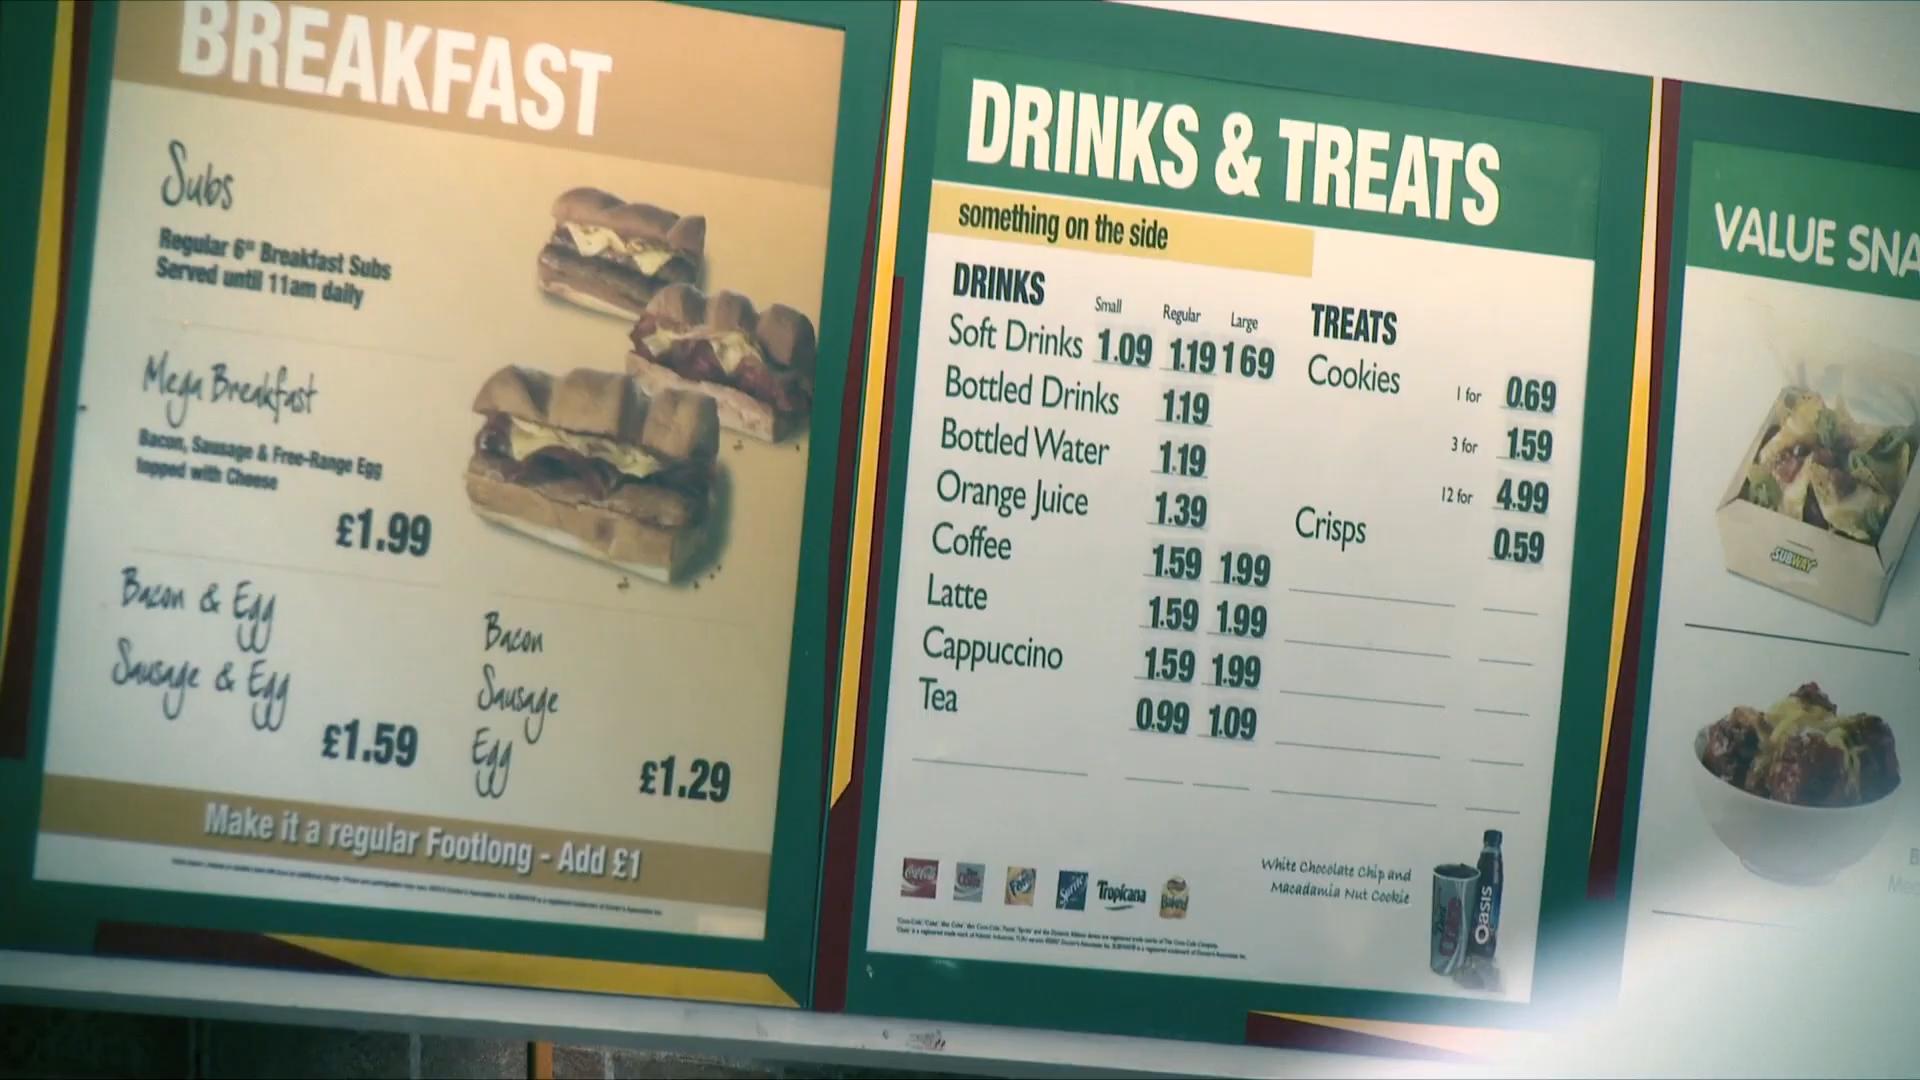 BREAKFAST
Subs
Regular 6" Breakfast Subs
Served until 11am daily
Mega Breakfast
Bacon, Sausage & Free-Range Egg
topped with Cheese
£1.99
Bacon & Egg
Sausage & Egg
£1.59
Bacon
Sausage
Egg
£1.29
Make it a regular Footlong - Add £1
DRINKS & TREATS
something on the side
DRINKS
Small Regular Large
Soft Drinks 1.09 1.19 1 69
Bottled Drinks 1.19
Bottled Water 1.19
Orange Juice 1.39
Coffee 1.59 1.99
Latte 1.59 1.99
Cappuccino 1.59 1.99
Tea 0.99 1.09
TREATS
Cookies 1 for 0.69
3 for 1.59
12 for 4.99
Crisps 0.59
White Chocolate Chip and
Macadamia Nut Cookie
Coca-Cola
Fanta
Sprite
Tropicana
Baked
Oasis
VALUE SNA
SUBWAY